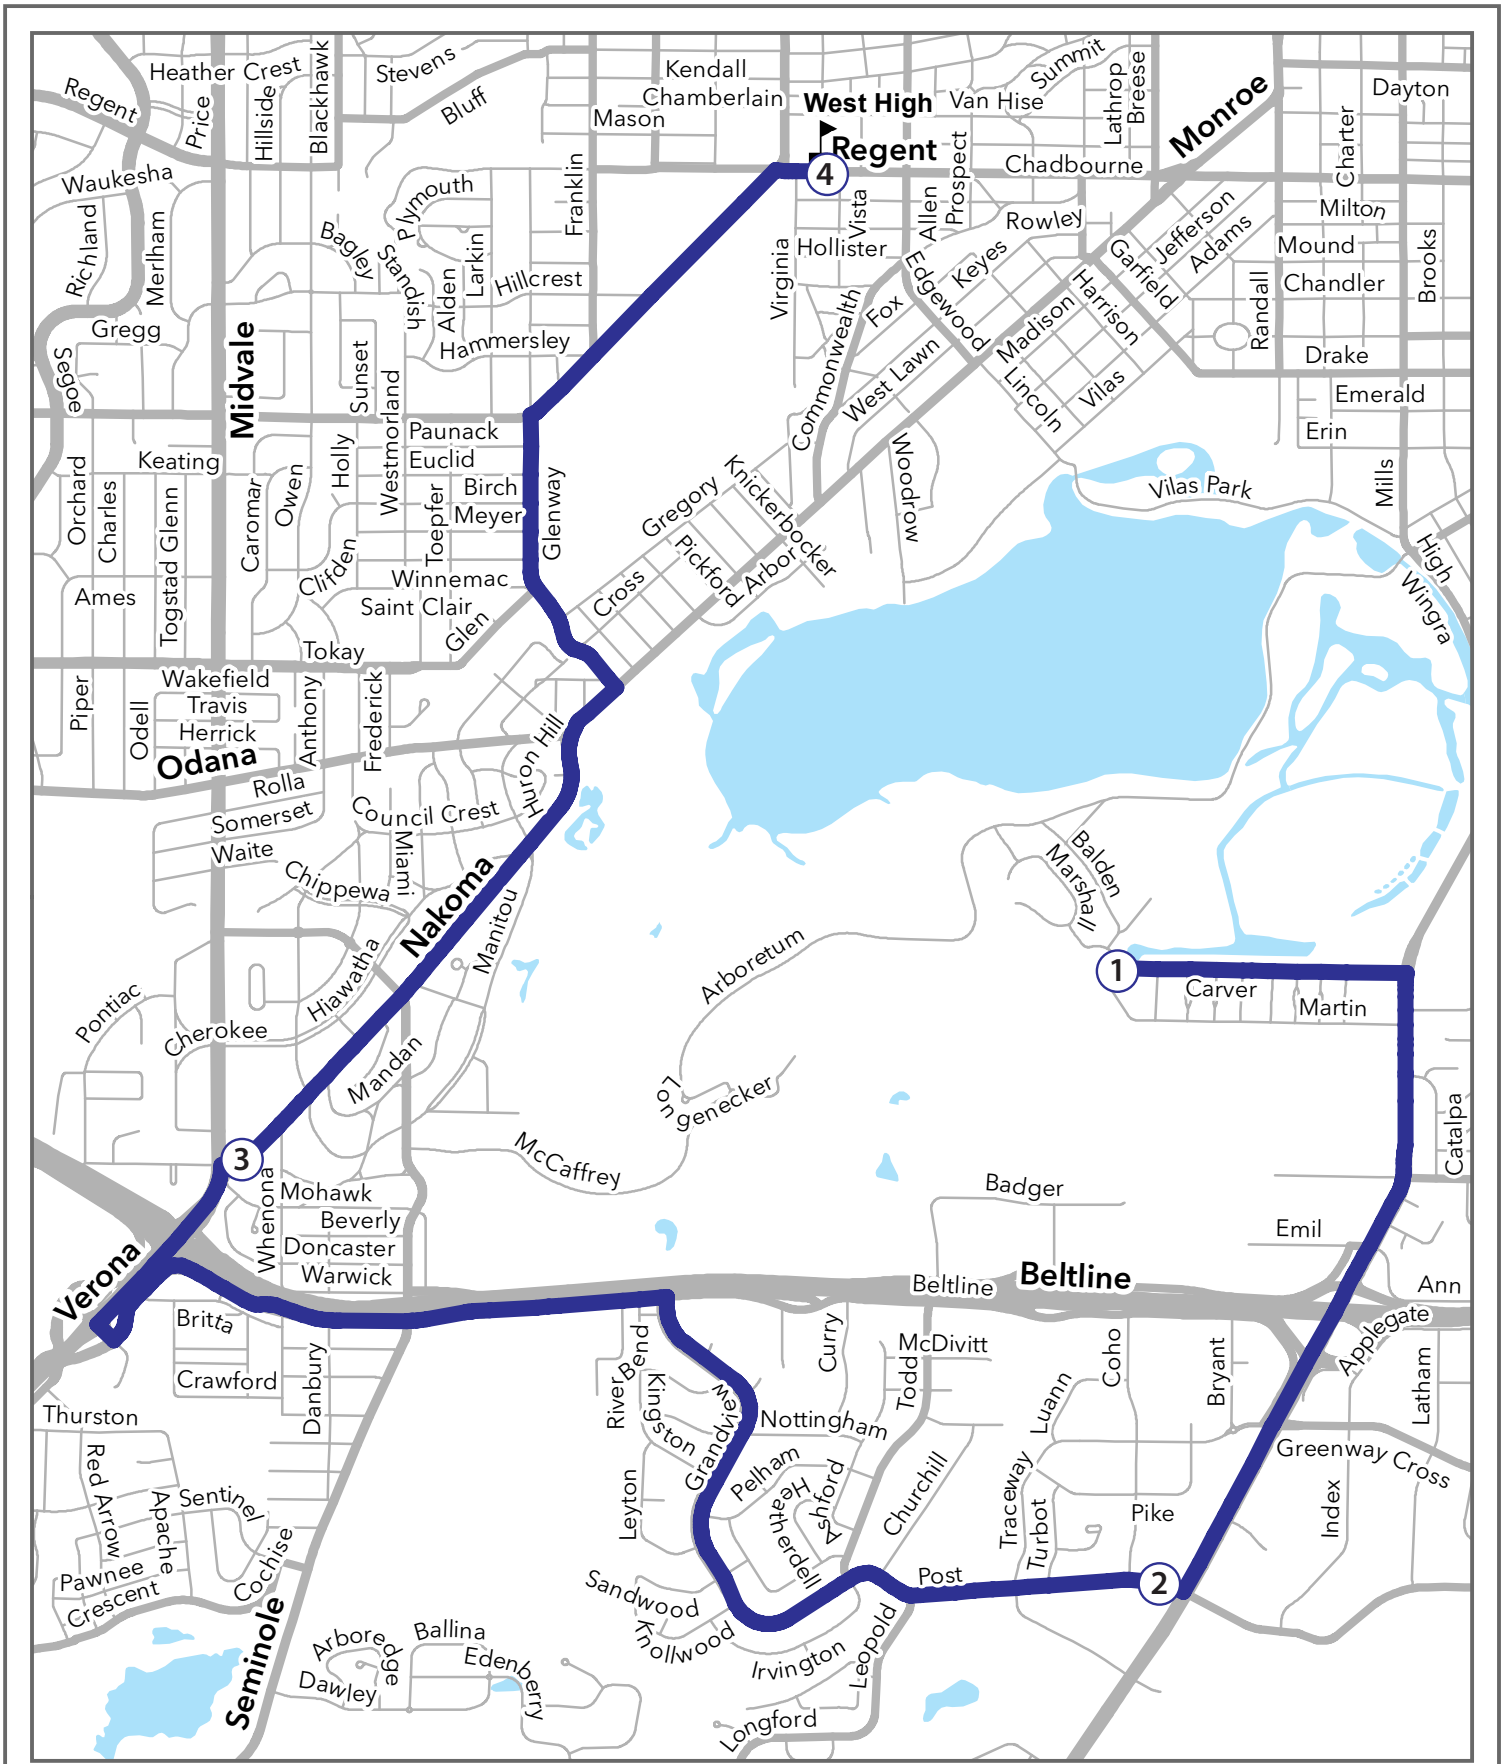 Heather Crest
Stevens
Kendall
Summit
Regent
Price
Hillside
Blackhawk
Bluff
Chamberlain
Mason
West High
Van Hise
Lathrop
Breese
Monroe
Dayton
Charter
Waukesha
Plymouth
Franklin
4
Regent
Chadbourne
Prospect
Allen
Vista
Rowley
Milton
Richland
Merlham
Bagley
Standish
Larkin
Alden
Hillcrest
Virginia
Hollister
Keyes
Edgewood
Jefferson
Adams
Garfield
Mound
Chandler
Brooks
Randall
Gregg
Segoe
Midvale
Sunset
Hammersley
Commonwealth
Fox
Madison
Harrison
Drake
West Lawn
Lincoln
Vilas
Emerald
Erin
Westmorland
Paunack
Euclid
Keating
Holly
Birch
Meyer
Orchard
Charles
Togstad Glenn
Caromar
Owen
Toepfer
Glenway
Gregory
Knickerbocker
Woodrow
Vilas Park
Mills
Clifden
Winnemac
Pickford
Arbor
High
Wingra
Ames
Saint Clair
Cross
Glen
Tokay
Wakefield
Travis
Herrick
Piper
Odell
Anthony
Frederick
Odana
Huron Hill
Rolla
Somerset
Council Crest
Waite
Miami
Chippewa
Nakoma
Manitou
Balden
Marshall
Hiawatha
Arboretum
1
Carver
Martin
Pontiac
Cherokee
Mandan
Longenecker
Catalpa
McCaffrey
3
Whenona
Mohawk
Beverly
Doncaster
Warwick
Badger
Emil
Verona
Beltline
Beltline
Ann
Britta
Applegate
Bend
River
Curry
McDivitt
Todd
Coho
Bryant
Latham
Crawford
Danbury
Kingston
Grandview
Nottingham
Luann
Thurston
Greenway Cross
Red Arrow
Apache
Sentinel
Leyton
Pelham
Heatherdell
Ashford
Churchill
Traceway
Turbot
Pike
Index
Pawnee
Crescent
Cochise
Post
2
Sandwood
Knollwood
Irvington
Leopold
Seminole
Arboredge
Ballina
Edenberry
Dawley
Longford